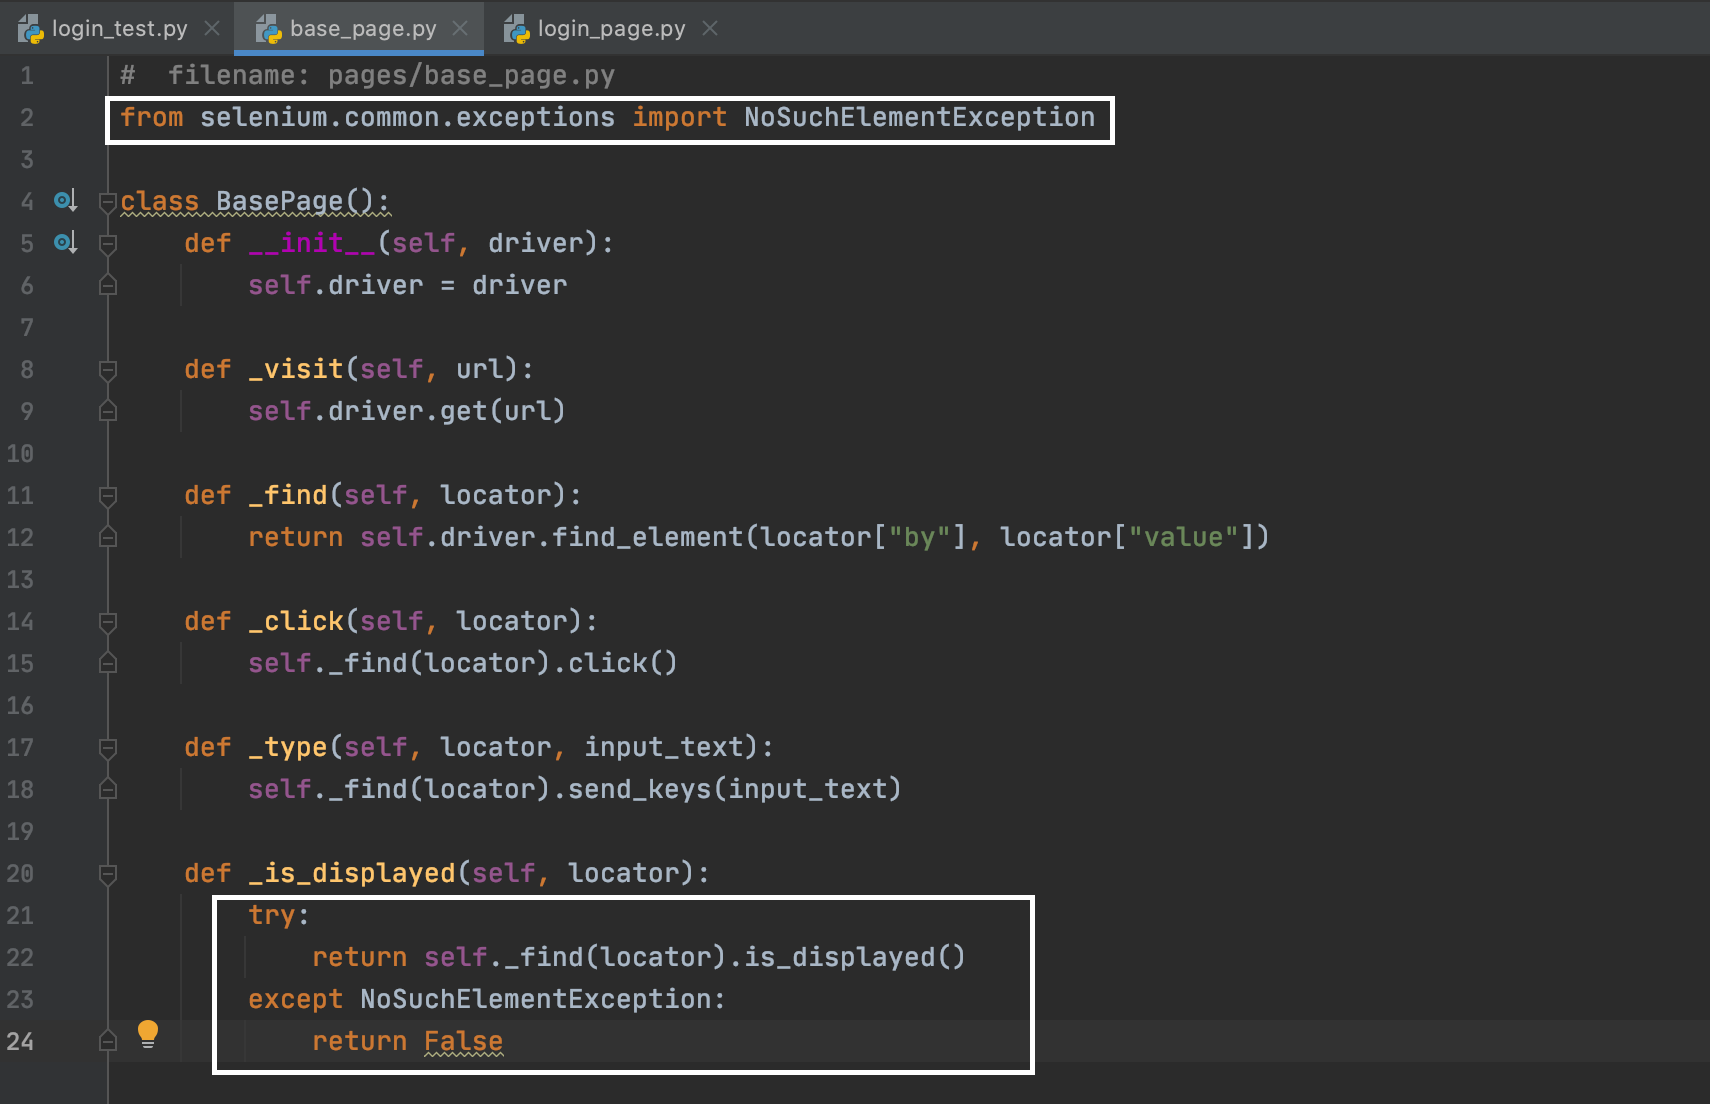 login_test.py base_page.py login_page.py
1 #  filename: pages/base_page.py
2 from selenium.common.exceptions import NoSuchElementException
3
4 class BasePage():
5     def __init__(self, driver):
6         self.driver = driver
7
8     def _visit(self, url):
9         self.driver.get(url)
10
11     def _find(self, locator):
12         return self.driver.find_element(locator["by"], locator["value"])
13
14     def _click(self, locator):
15         self._find(locator).click()
16
17     def _type(self, locator, input_text):
18         self._find(locator).send_keys(input_text)
19
20     def _is_displayed(self, locator):
21         try:
22             return self._find(locator).is_displayed()
23         except NoSuchElementException:
24             return False